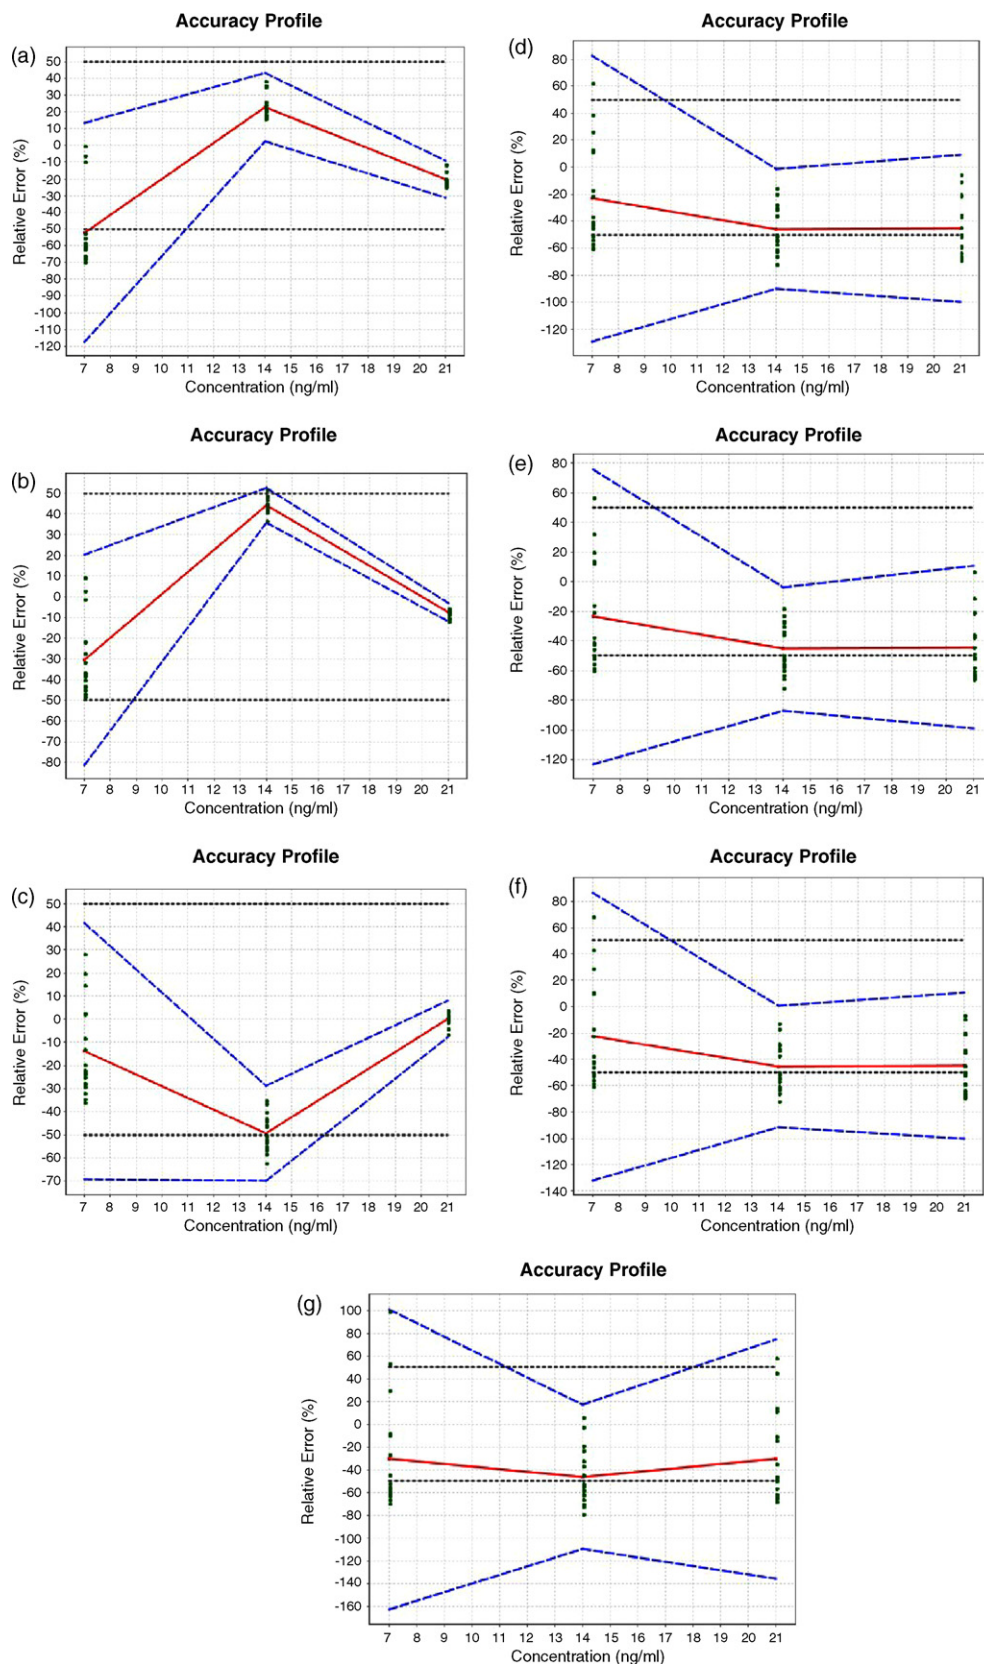 Accuracy Profile
(a)
50
40
30
20
10
0
-10
-20
-30
-40
-50
-60
-70
-80
-90
-100
-110
-120
Relative Error (%)
7 8 9 10 11 12 13 14 15 16 17 18 19 20 21
Concentration (ng/ml)
Accuracy Profile
(d)
80
60
40
20
0
-20
-40
-60
-80
-100
-120
Relative Error (%)
7 8 9 10 11 12 13 14 15 16 17 18 19 20 21
Concentration (ng/ml)
Accuracy Profile
(b)
50
40
30
20
10
0
-10
-20
-30
-40
-50
-60
-70
-80
Relative Error (%)
7 8 9 10 11 12 13 14 15 16 17 18 19 20 21
Concentration (ng/ml)
Accuracy Profile
(e)
80
60
40
20
0
-20
-40
-60
-80
-100
-120
Relative Error (%)
7 8 9 10 11 12 13 14 15 16 17 18 19 20 21
Concentration (ng/ml)
Accuracy Profile
(c)
50
40
30
20
10
0
-10
-20
-30
-40
-50
-60
-70
Relative Error (%)
7 8 9 10 11 12 13 14 15 16 17 18 19 20 21
Concentration (ng/ml)
Accuracy Profile
(f)
80
60
40
20
0
-20
-40
-60
-80
-100
-120
-140
Relative Error (%)
7 8 9 10 11 12 13 14 15 16 17 18 19 20 21
Concentration (ng/ml)
Accuracy Profile
(g)
100
80
60
40
20
0
-20
-40
-60
-80
-100
-120
-140
-160
Relative Error (%)
7 8 9 10 11 12 13 14 15 16 17 18 19 20 21
Concentration (ng/ml)